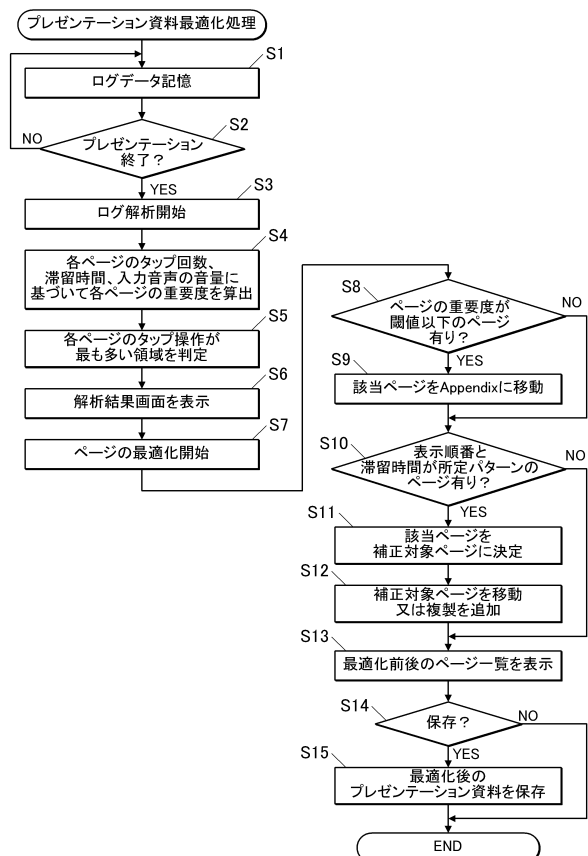 プレゼンテーション資料最適化処理
S1
ログデータ記憶
S2
NO
プレゼンテーション
終了？
YES
S3
ログ解析開始
S4
各ページのタップ回数、
滞留時間、入力音声の音量に
基づいて各ページの重要度を算出
S5
各ページのタップ操作が
最も多い領域を判定
S6
解析結果画面を表示
S7
ページの最適化開始
S8
ページの重要度が
閾値以下のページ
有り？
NO
YES
S9
該当ページをAppendixに移動
S10
表示順番と
滞留時間が所定パターンの
ページ有り？
NO
YES
S11
該当ページを
補正対象ページに決定
S12
補正対象ページを移動
又は複製を追加
S13
最適化前後のページ一覧を表示
S14
保存？
NO
YES
S15
最適化後の
プレゼンテーション資料を保存
END